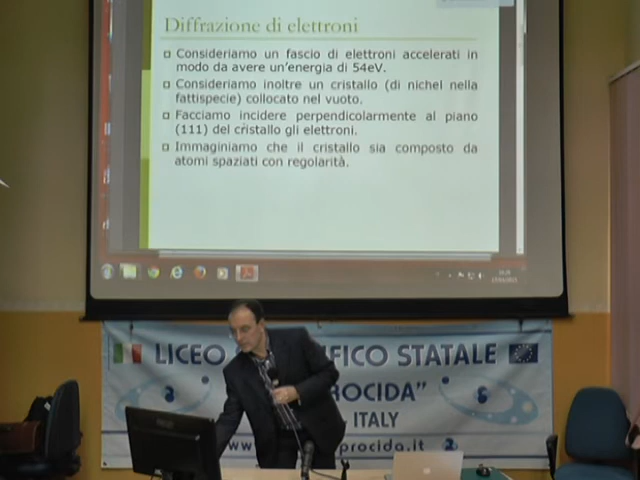 Diffrazione di elettroni
Consideriamo un fascio di elettroni accelerati in
modo da avere un'energia di 54eV.
Consideriamo inoltre un cristallo (di nichel nella
fattispecie) collocato nel vuoto.
Facciamo incidere perpendicolarmente al piano
(111) del cristallo gli elettroni.
Immaginiamo che il cristallo sia composto da
atomi spaziati con regolarità.
LICEO FICO STATALE
ROCIDA"
ITALY
www. procida.it